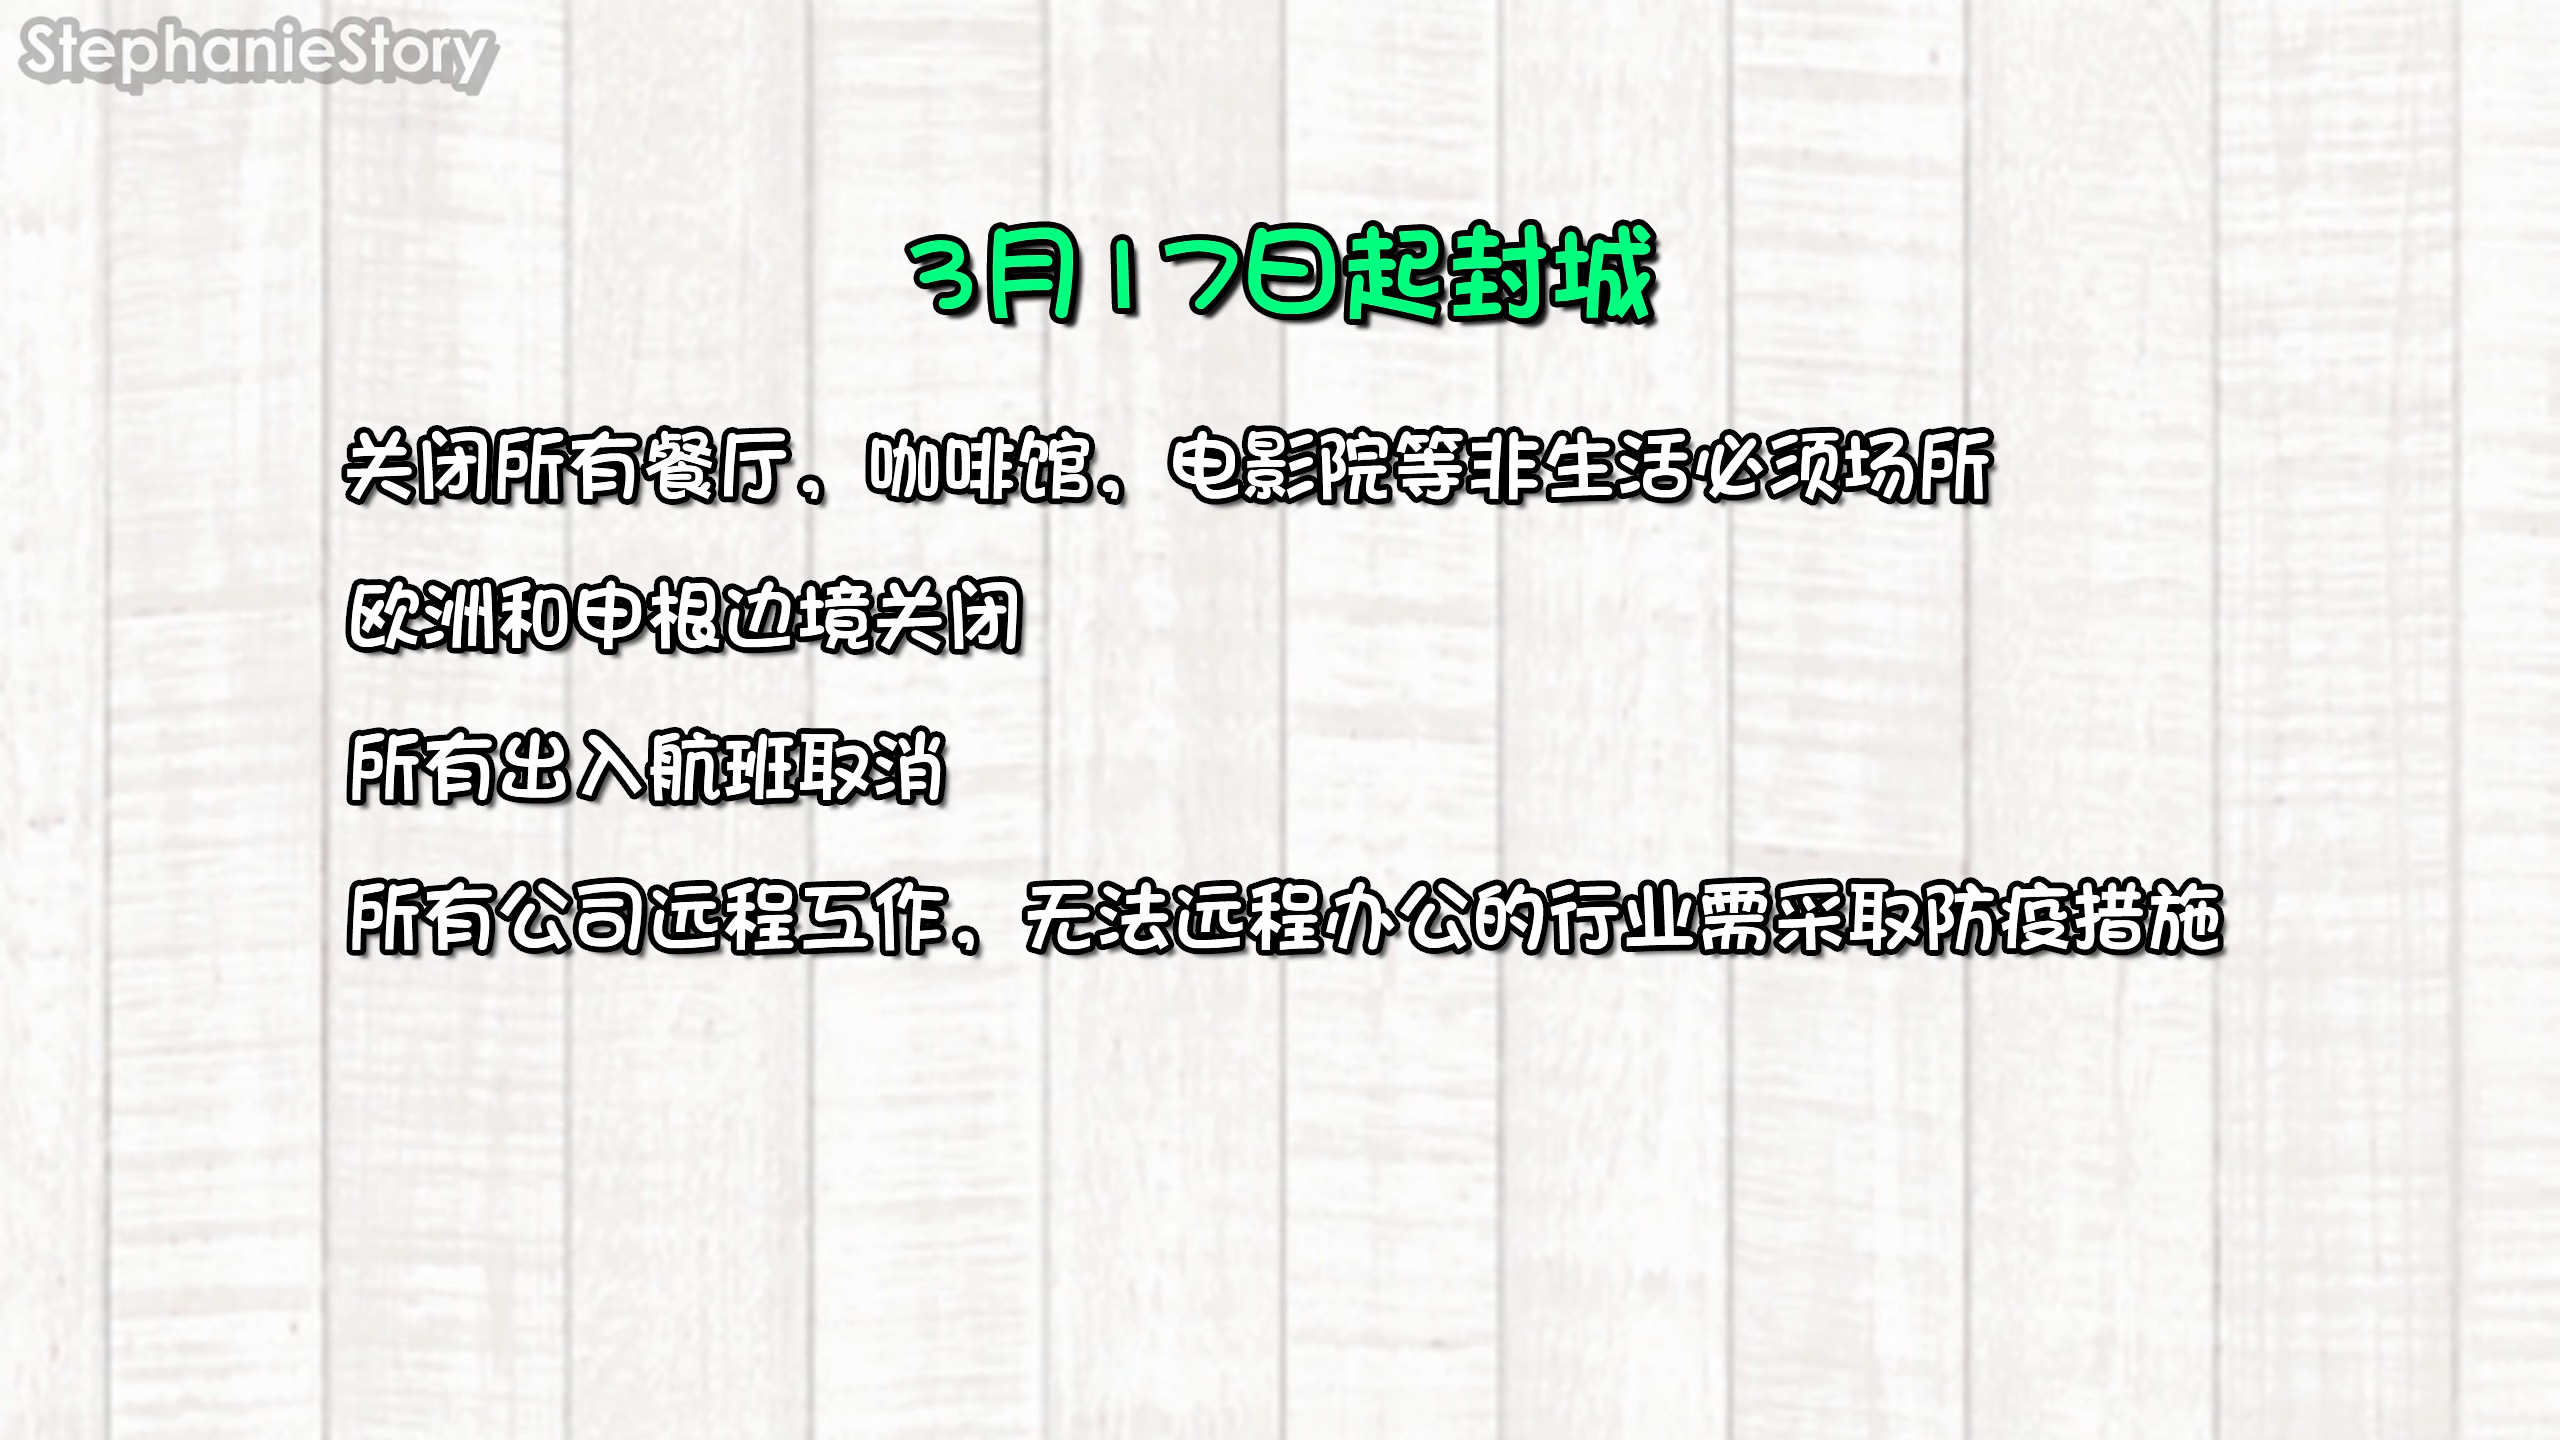 StephanieStory
3月17日起封城
关闭所有餐厅，咖啡馆，电影院等非生活必须场所
欧洲和申根边境关闭
所有出入航班取消
所有公司远程工作，无法远程办公的行业需采取防疫措施